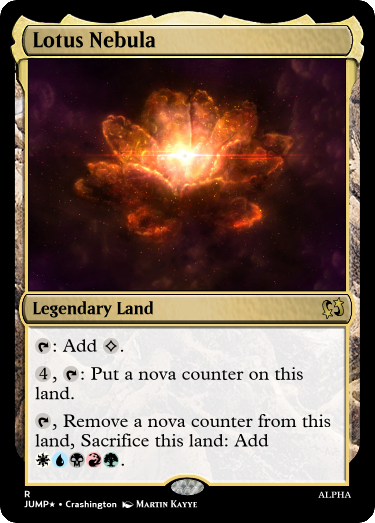 Lotus Nebula
Legendary Land
: Add .
4, : Put a nova counter on this
land.
, Remove a nova counter from this
land, Sacrifice this land: Add
.
R
JUMP★ • Crashington Martin Kayye
ALPHA